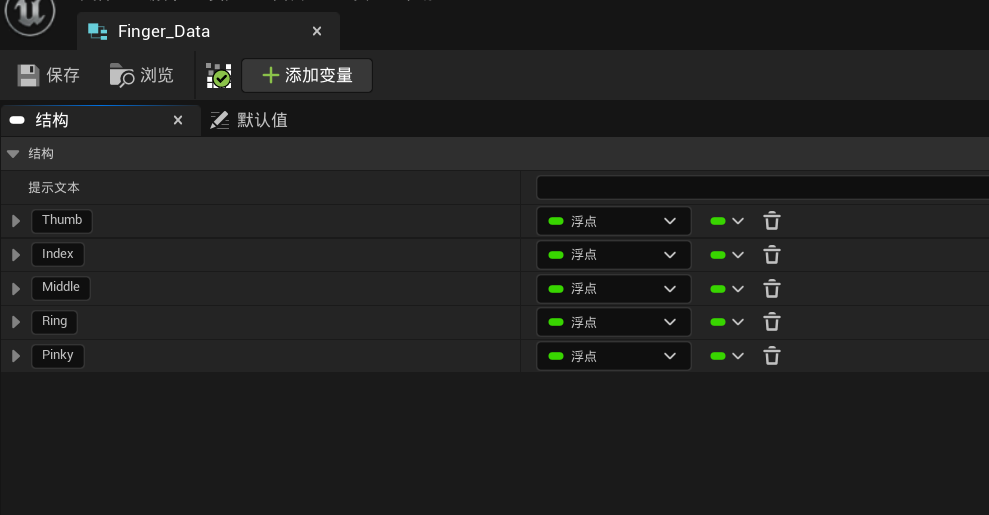 Finger_Data
保存 浏览 添加变量
结构 默认值
结构
提示文本
Thumb 浮点
Index 浮点
Middle 浮点
Ring 浮点
Pinky 浮点